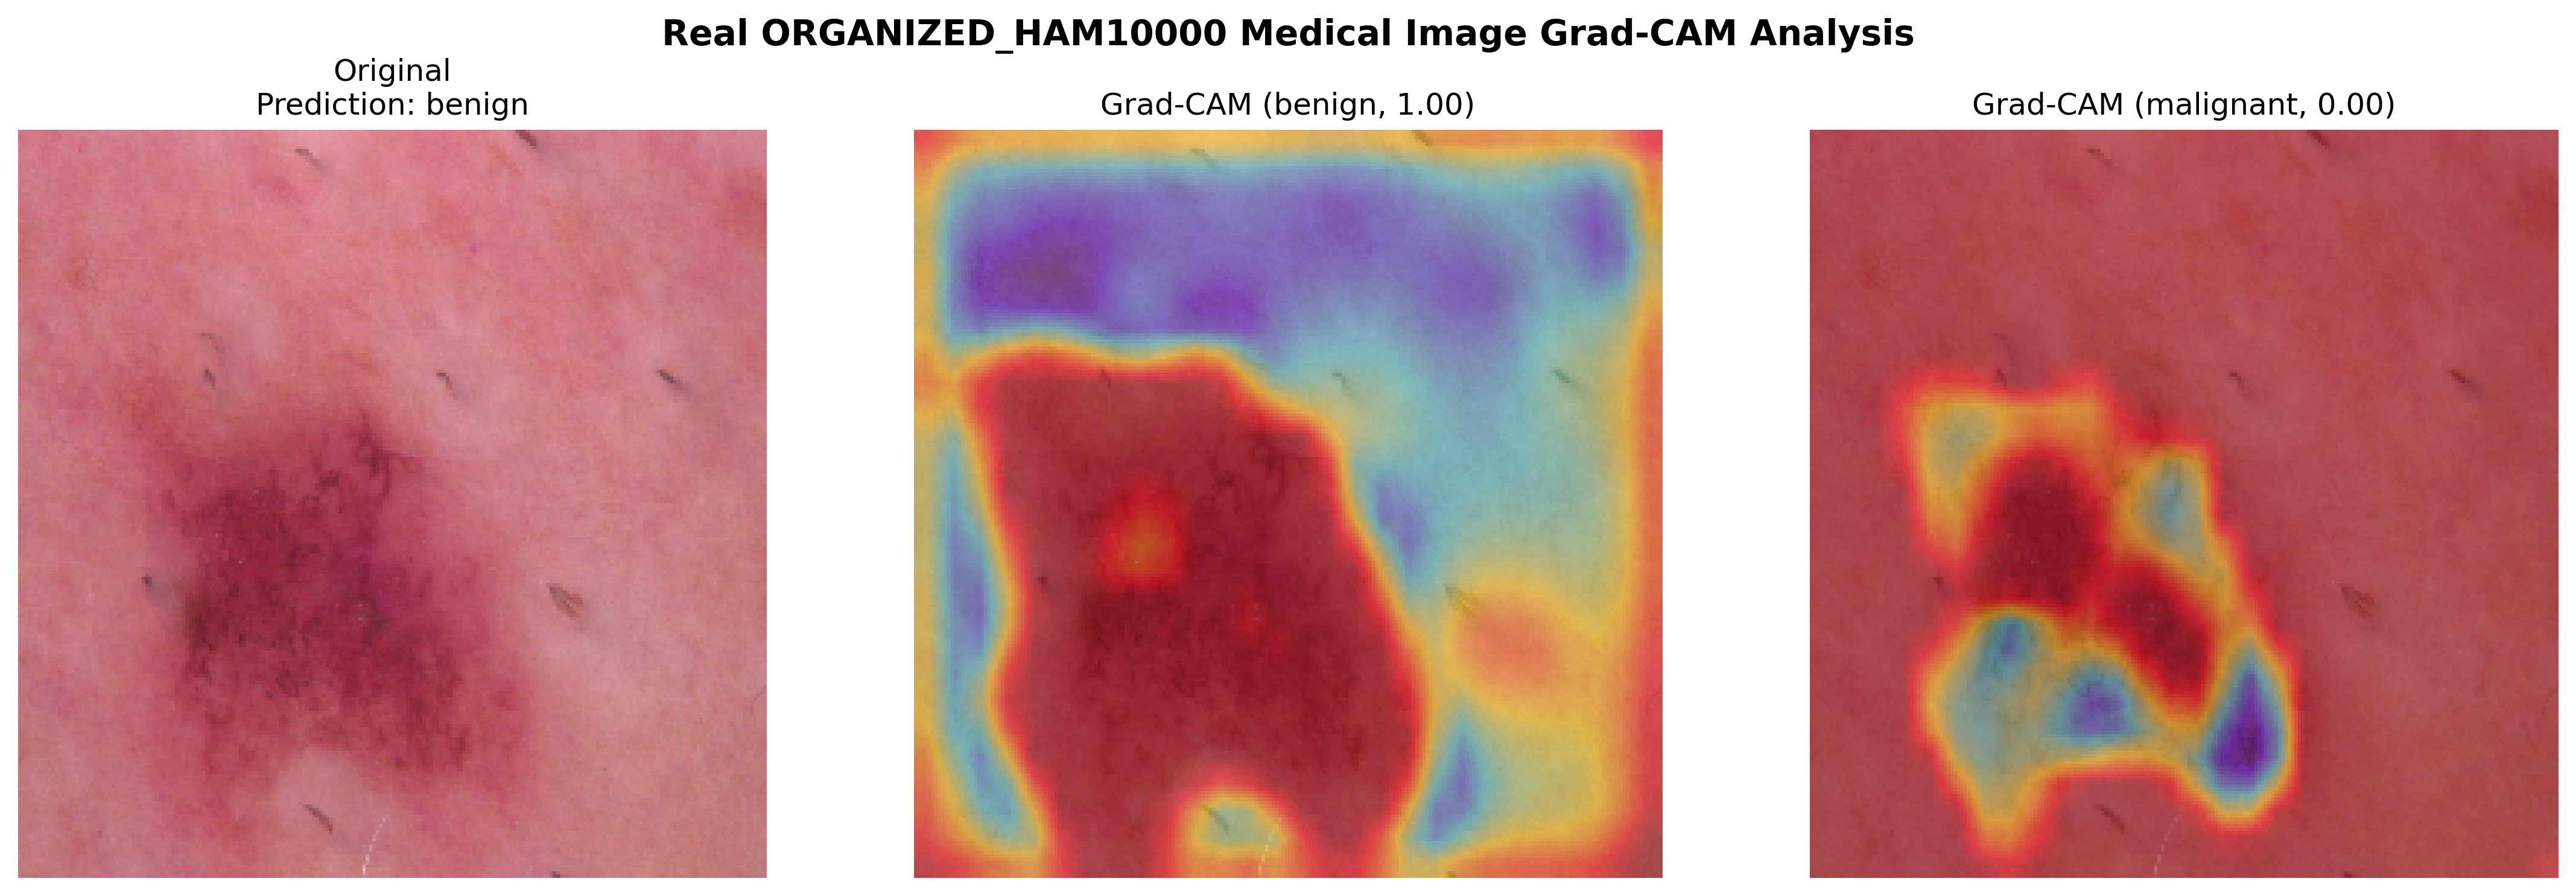 Real ORGANIZED_HAM10000 Medical Image Grad-CAM Analysis
Original
Prediction: benign
Grad-CAM (benign, 1.00)
Grad-CAM (malignant, 0.00)